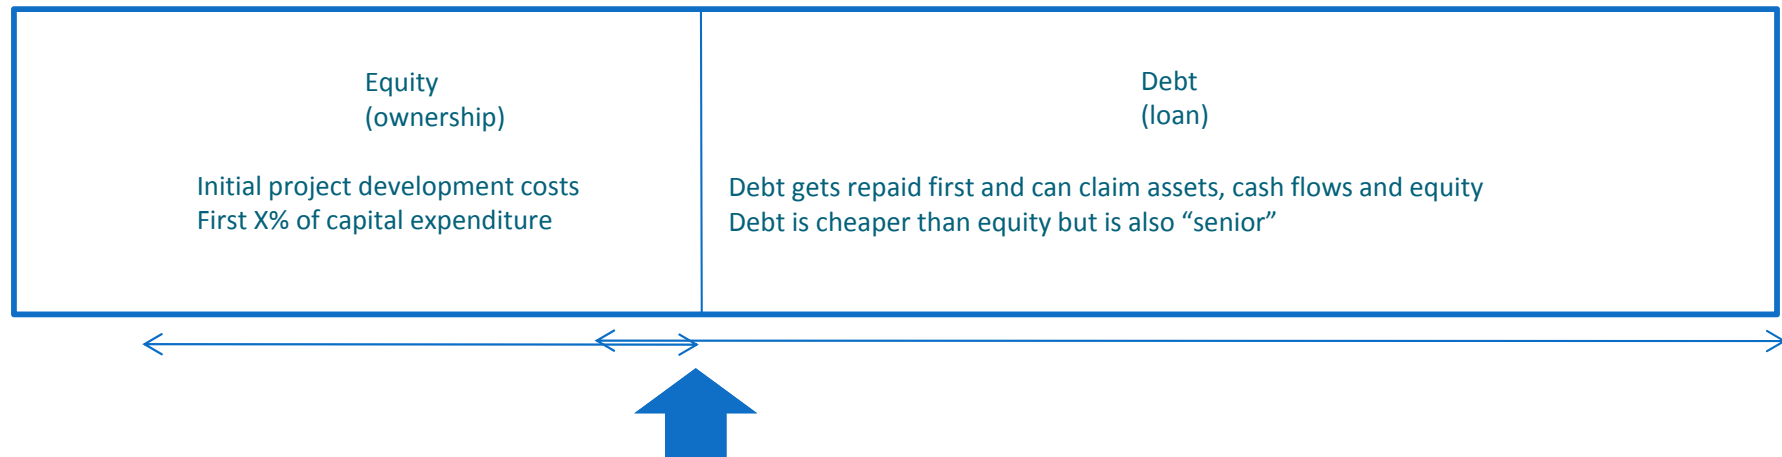 Equity
(ownership)
Initial project development costs
First X% of capital expenditure
Debt
(loan)
Debt gets repaid first and can claim assets, cash flows and equity
Debt is cheaper than equity but is also “senior”